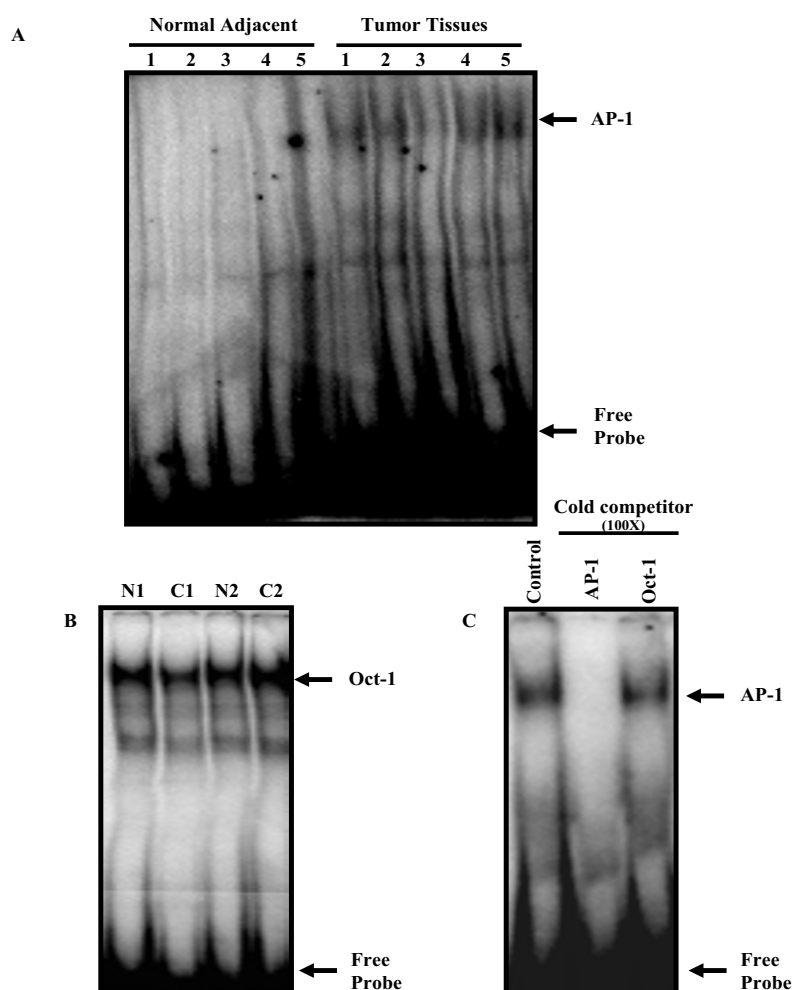 A
Normal Adjacent
Tumor Tissues
1 2 3 4 5 1 2 3 4 5
AP-1
Free
Probe
Cold competitor
(100X)
B
N1 C1 N2 C2
Oct-1
Free
Probe
C
Control
AP-1
Oct-1
AP-1
Free
Probe